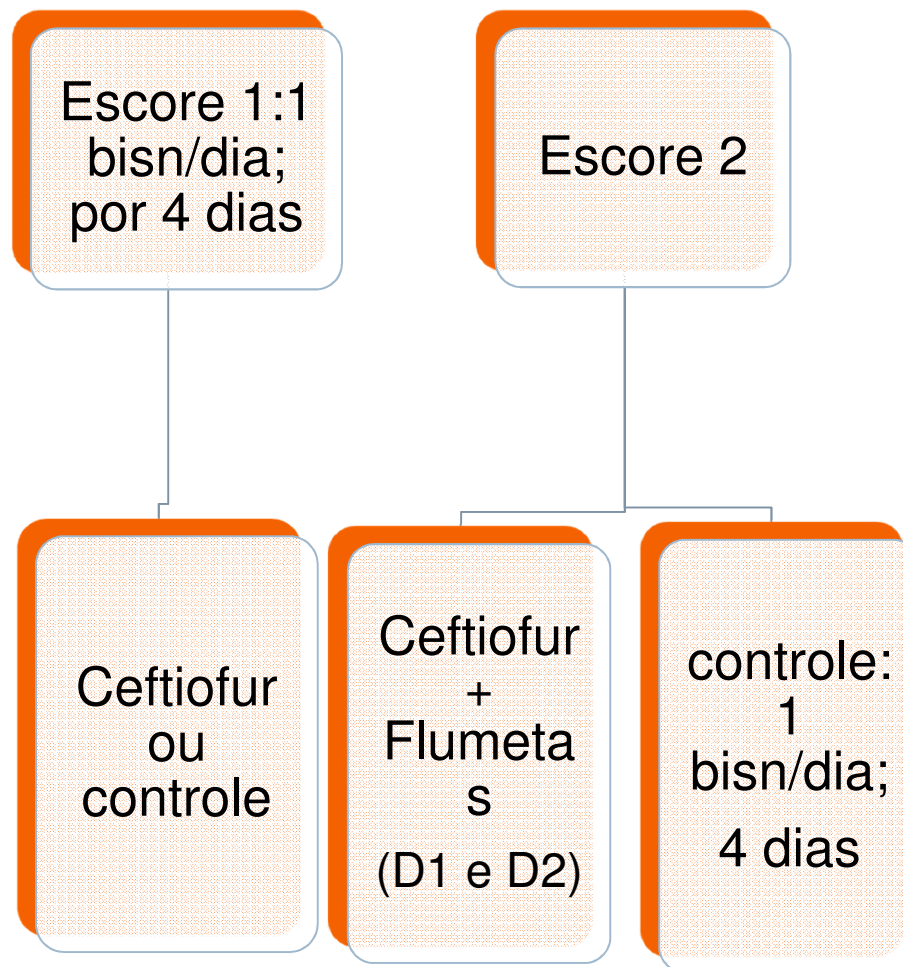 Escore 1:1
bisn/dia;
por 4 dias
Escore 2
Ceftiofur
ou
controle
Ceftiofur
+
Flumeta
s
(D1 e D2)
controle:
1
bisn/dia;
4 dias